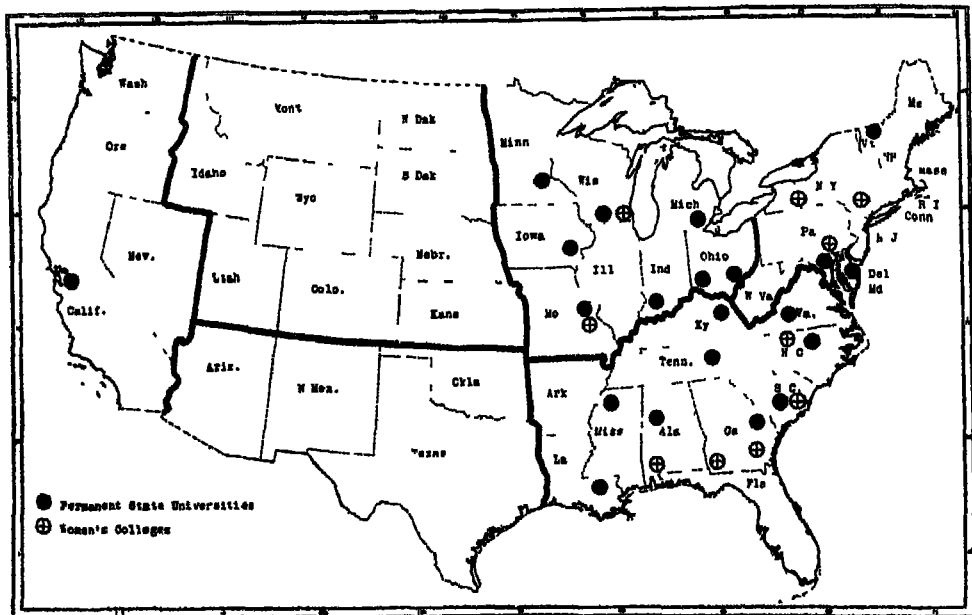 Wash
Mont
N Dak
Minn
Me
Ore
Vt
Idaho
S Dak
Wis
N Y
Mass
Wyo
Mich
R I
Conn
Iowa
Pa
N J
Nev.
Nebr.
Ill
Ind
Ohio
Utah
Colo.
Del
Md
Calif.
Kans
Mo
W Va
Va.
Ky
N C
Ariz.
N Mex.
Okla
Tenn.
Ark
S C.
Miss
Ala
Ga
Texas
La
Fla
Permanent State Universities
Women's Colleges